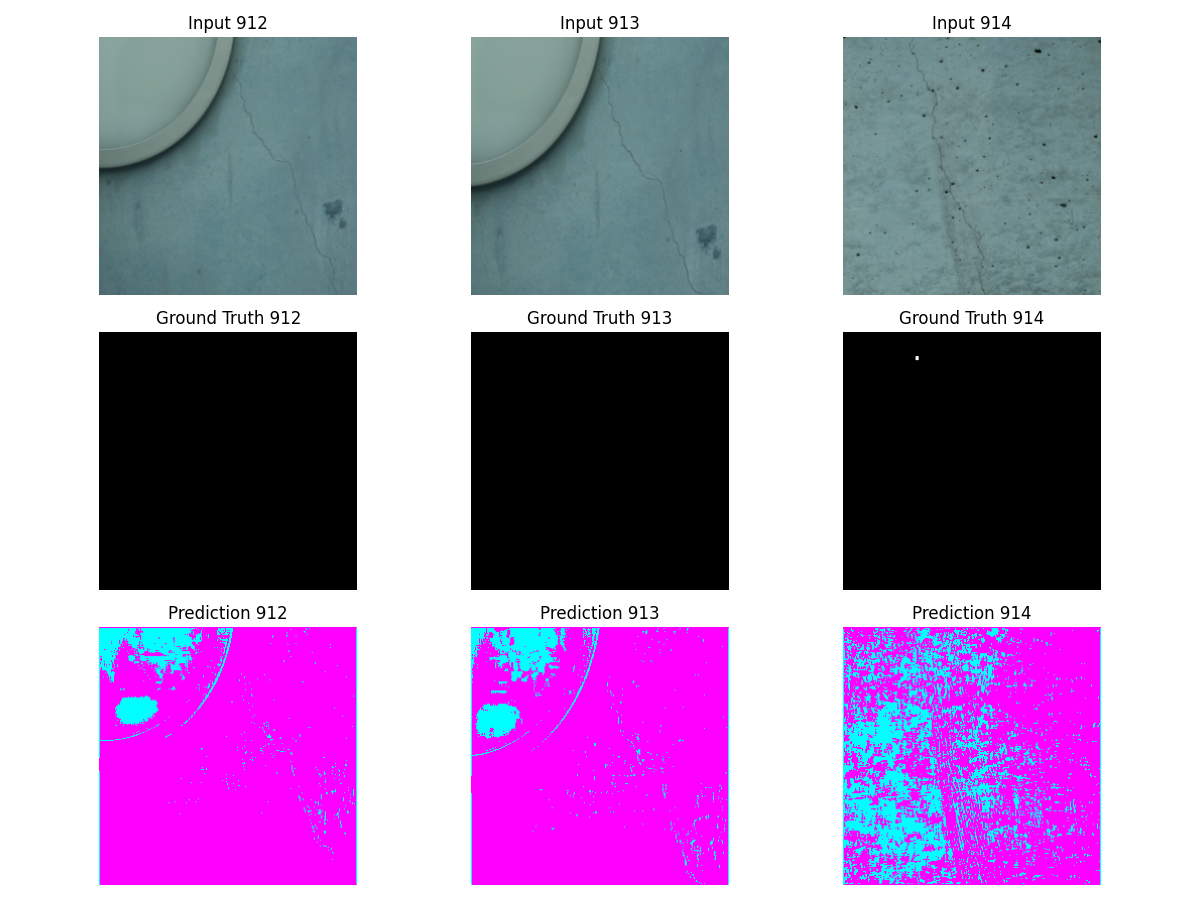 Input 912
Input 913
Input 914
Ground Truth 912
Ground Truth 913
Ground Truth 914
Prediction 912
Prediction 913
Prediction 914